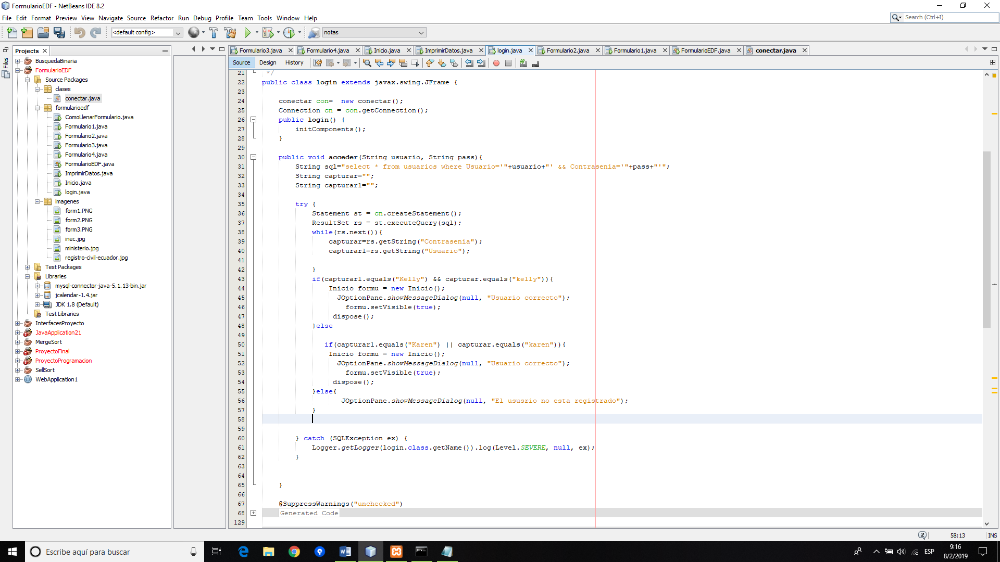 FormularioEDF - NetBeans IDE 8.2
File Edit Format Preview View Navigate Source Refactor Run Debug Profile Team Tools Window Help
Search (Ctrl+I)
<default config>
notas
Files
Projects
BusquedaBinaria
FormularioEDF
Source Packages
clases
conectar.java
formularioedf
ComoLlenarFormulario.java
Formulario1.java
Formulario2.java
Formulario3.java
Formulario4.java
FormularioEDF.java
ImprimirDatos.java
Inicio.java
login.java
imagenes
form1.PNG
form2.PNG
form3.PNG
inec.jpg
ministerio.jpg
registro-civil-ecuador.jpg
Test Packages
Libraries
mysql-connector-java-5.1.13-bin.jar
jcalendar-1.4.jar
JDK 1.8 (Default)
Test Libraries
InterfacesProyecto
JavaApplication21
MergeSort
ProyectoFinal
ProyectoProgramacion
SellSort
WebApplication1
Formulario3.java Formulario4.java Inicio.java ImprimirDatos.java login.java Formulario2.java Formulario1.java FormularioEDF.java conectar.java
Source Design History
21 */
22 public class login extends javax.swing.JFrame {
23
24 conectar con=  new conectar();
25 Connection cn = con.getConnection();
26 public login() {
27 initComponents();
28 }
29
30 public void acceder(String usuario, String pass){
31 String sql="select * from usuarios where Usuario='"+usuario+"' && Contrasenia='"+pass+"'";
32 String capturar="";
33 String capturar1="";
34
35 try {
36 Statement st = cn.createStatement();
37 ResultSet rs = st.executeQuery(sql);
38 while(rs.next()){
39 capturar=rs.getString("Contrasenia");
40 capturar1=rs.getString("Usuario");
41
42 }
43 if(capturar1.equals("Kelly") && capturar.equals("kelly")){
44 Inicio formu = new Inicio();
45 JOptionPane.showMessageDialog(null, "Usuario correcto");
46 formu.setVisible(true);
47 dispose();
48 }else
49
50 if(capturar1.equals("Karen") || capturar.equals("karen")){
51 Inicio formu = new Inicio();
52 JOptionPane.showMessageDialog(null, "Usuario correcto");
53 formu.setVisible(true);
54 dispose();
55 }else{
56 JOptionPane.showMessageDialog(null, "El ususrio no esta registrado");
57 }
58
59
60 } catch (SQLException ex) {
61 Logger.getLogger(login.class.getName()).log(Level.SEVERE, null, ex);
62 }
63
64
65 }
66
67 @SuppressWarnings("unchecked")
68 Generated Code
129
2 58:13 INS
Escribe aquí para buscar
ESP
9:16
8/2/2019